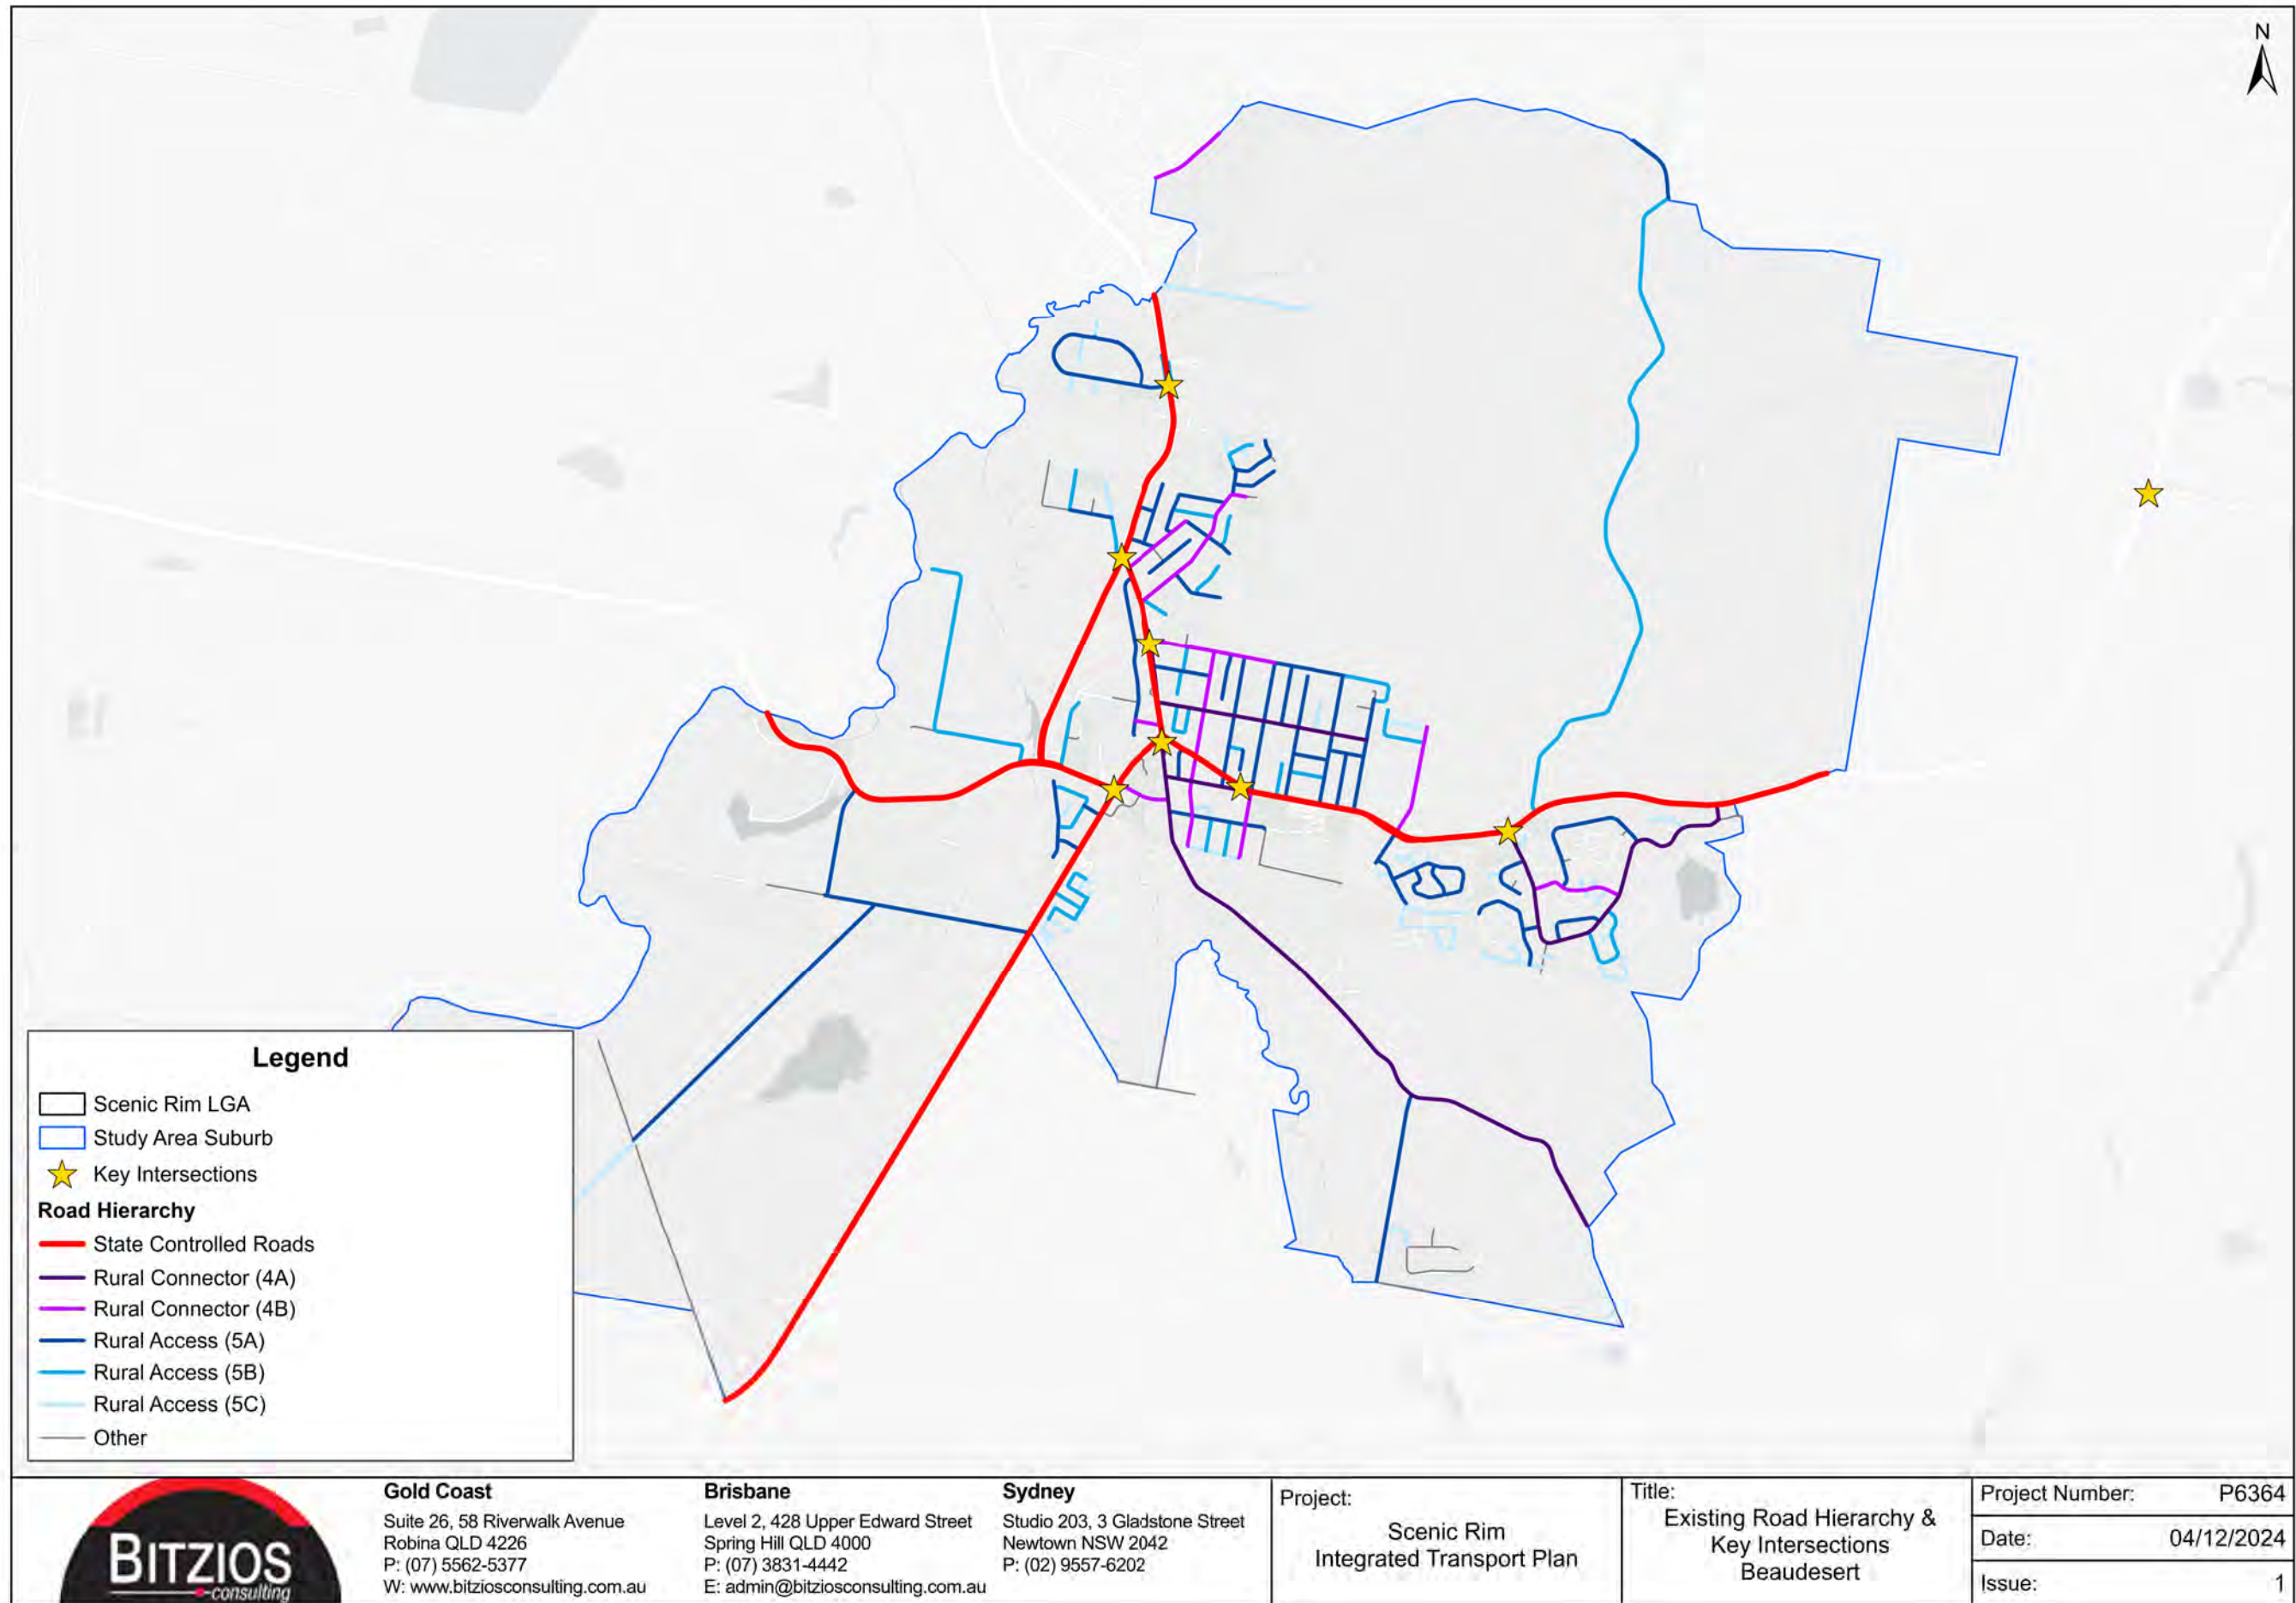 N
Legend
Scenic Rim LGA
Study Area Suburb
Key Intersections
Road Hierarchy
State Controlled Roads
Rural Connector (4A)
Rural Connector (4B)
Rural Access (5A)
Rural Access (5B)
Rural Access (5C)
Other
BITZIOS
consulting
Gold Coast
Suite 26, 58 Riverwalk Avenue
Robina QLD 4226
P: (07) 5562-5377
W: www.bitziosconsulting.com.au
Brisbane
Level 2, 428 Upper Edward Street
Spring Hill QLD 4000
P: (07) 3831-4442
E: admin@bitziosconsulting.com.au
Sydney
Studio 203, 3 Gladstone Street
Newtown NSW 2042
P: (02) 9557-6202
Project:
Scenic Rim
Integrated Transport Plan
Title:
Existing Road Hierarchy &
Key Intersections
Beaudesert
Project Number: P6364
Date: 04/12/2024
Issue: 1